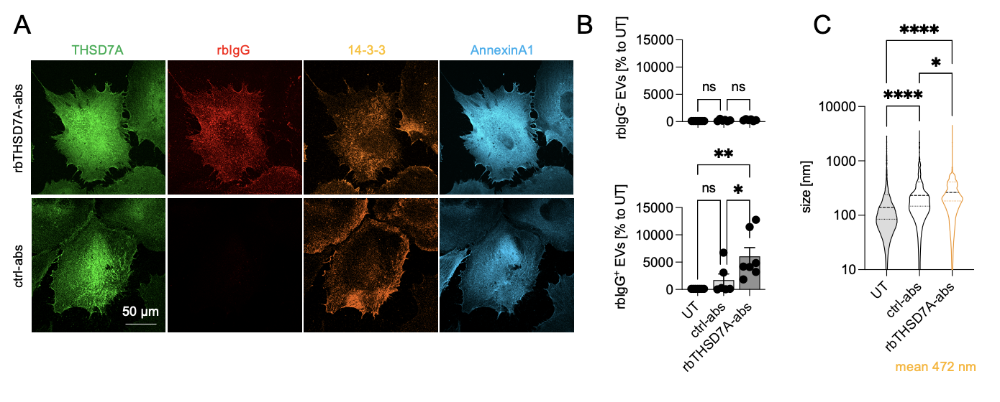 A
THSD7A
rbIgG
14-3-3
AnnexinA1
rbTHSD7A-abs
ctrl-abs
50 µm
B
rbIgG⁻ EVs [% to UT]
15000
10000
5000
0
ns
ns
rbIgG⁺ EVs [% to UT]
15000
10000
5000
0
**
ns
*
UT
ctrl-abs
rbTHSD7A-abs
C
****
*
****
size [nm]
10000
1000
100
10
UT
ctrl-abs
rbTHSD7A-abs
mean 472 nm